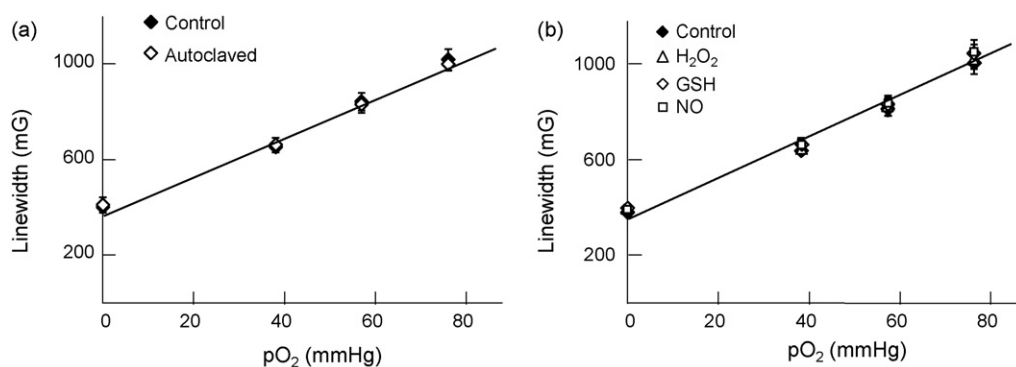 (a)
Control
Autoclaved
1000
600
200
Linewidth (mG)
0
20
40
60
80
pO₂ (mmHg)
(b)
Control
H₂O₂
GSH
NO
1000
600
200
Linewidth (mG)
0
20
40
60
80
pO₂ (mmHg)